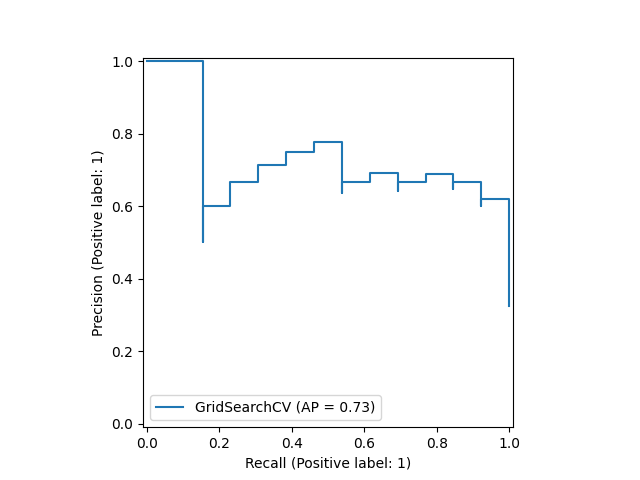 1.0
0.8
0.6
0.4
0.2
0.0
Precision (Positive label: 1)
GridSearchCV (AP = 0.73)
0.0 0.2 0.4 0.6 0.8 1.0
Recall (Positive label: 1)